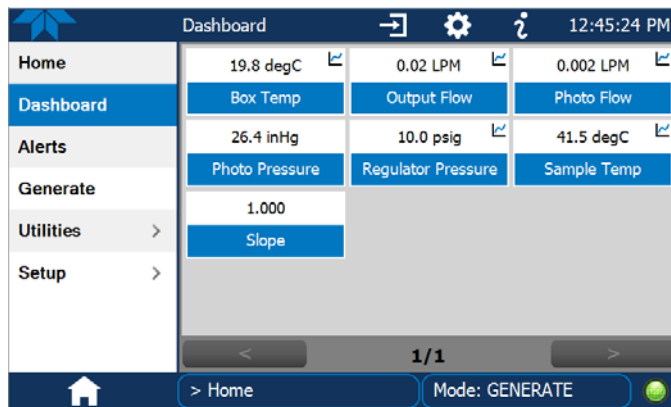 Dashboard 12:45:24 PM
Home
Dashboard
Alerts
Generate
Utilities >
Setup >
19.8 degC
Box Temp
0.02 LPM
Output Flow
0.002 LPM
Photo Flow
26.4 inHg
Photo Pressure
10.0 psig
Regulator Pressure
41.5 degC
Sample Temp
1.000
Slope
< 1/1 >
> Home
Mode: GENERATE